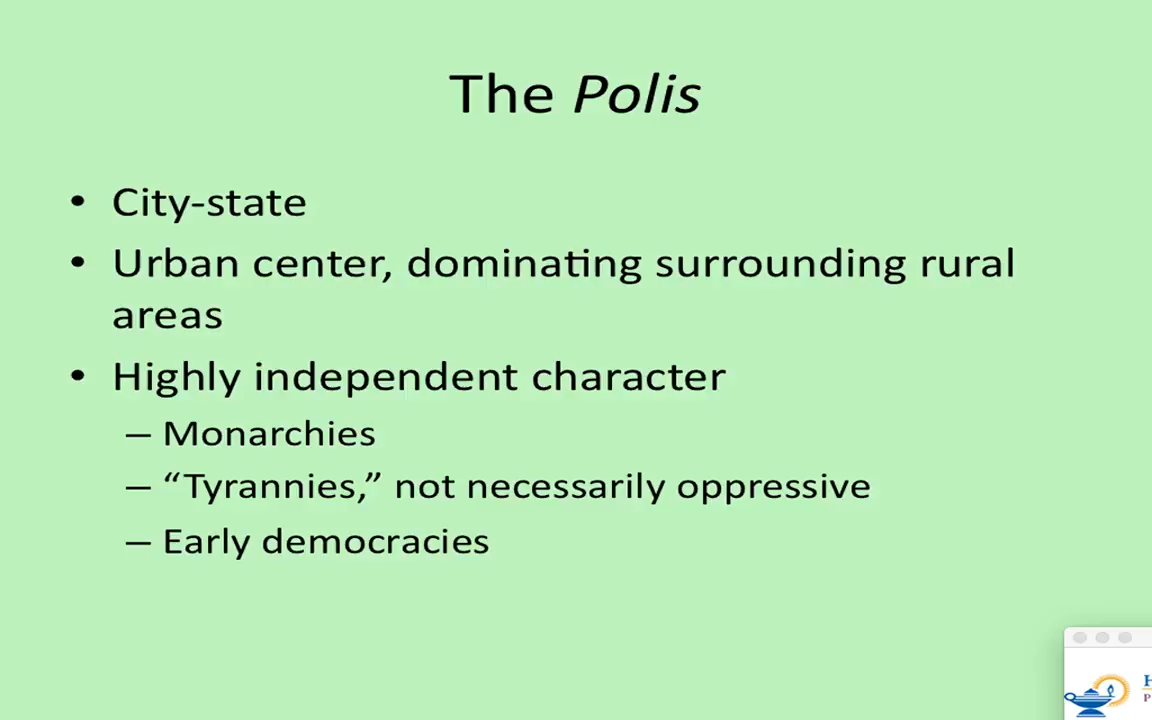 The Polis
• City-state
• Urban center, dominating surrounding rural
areas
• Highly independent character
– Monarchies
– “Tyrannies,” not necessarily oppressive
– Early democracies
H
P